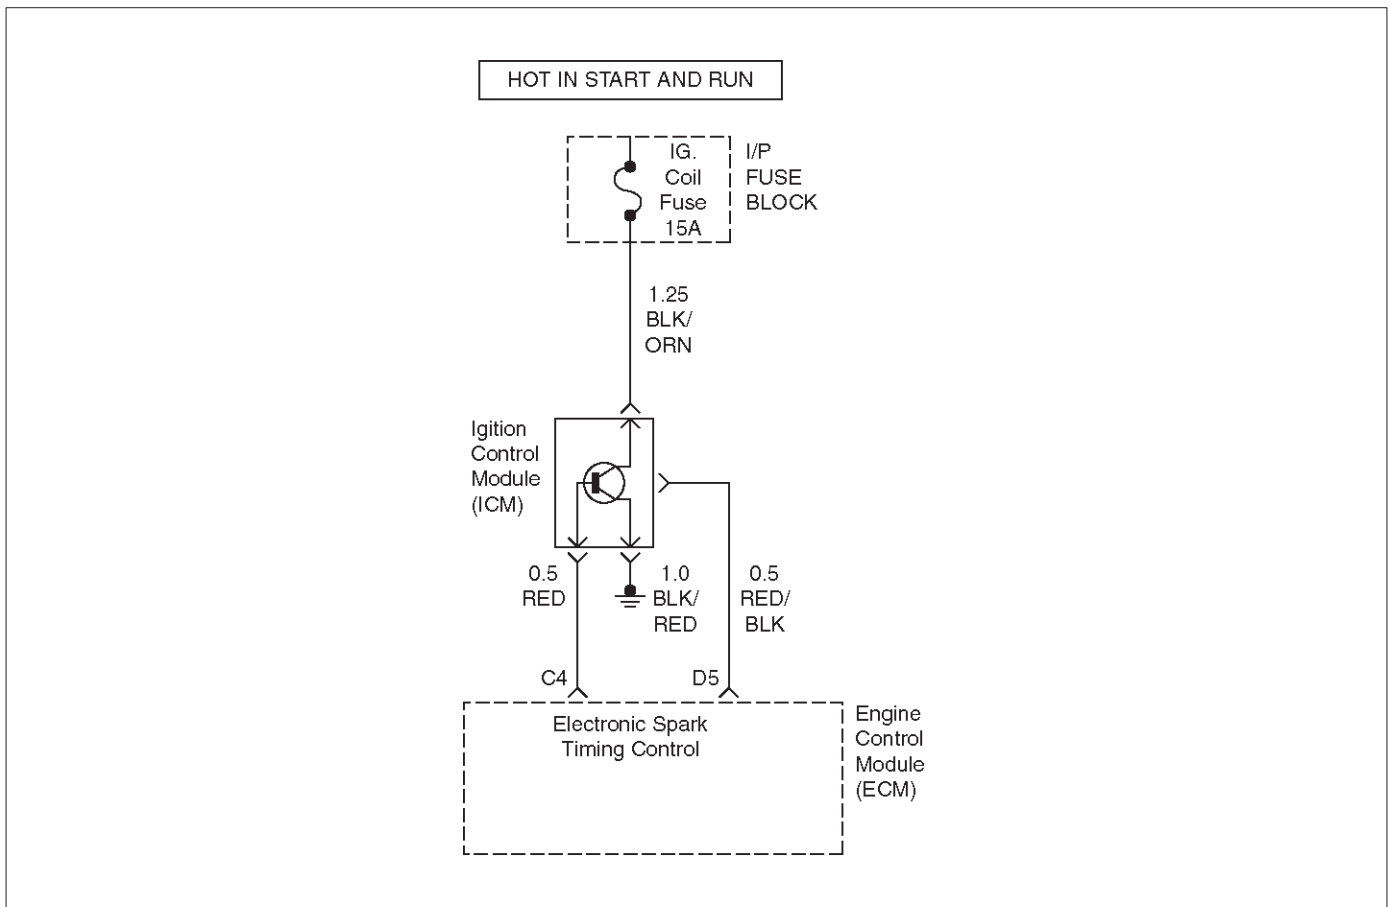 HOT IN START AND RUN
IG.
Coil
Fuse
15A
I/P
FUSE
BLOCK
1.25
BLK/
ORN
Igition
Control
Module
(ICM)
0.5
RED
1.0
BLK/
RED
0.5
RED/
BLK
C4
D5
Electronic Spark
Timing Control
Engine
Control
Module
(ECM)